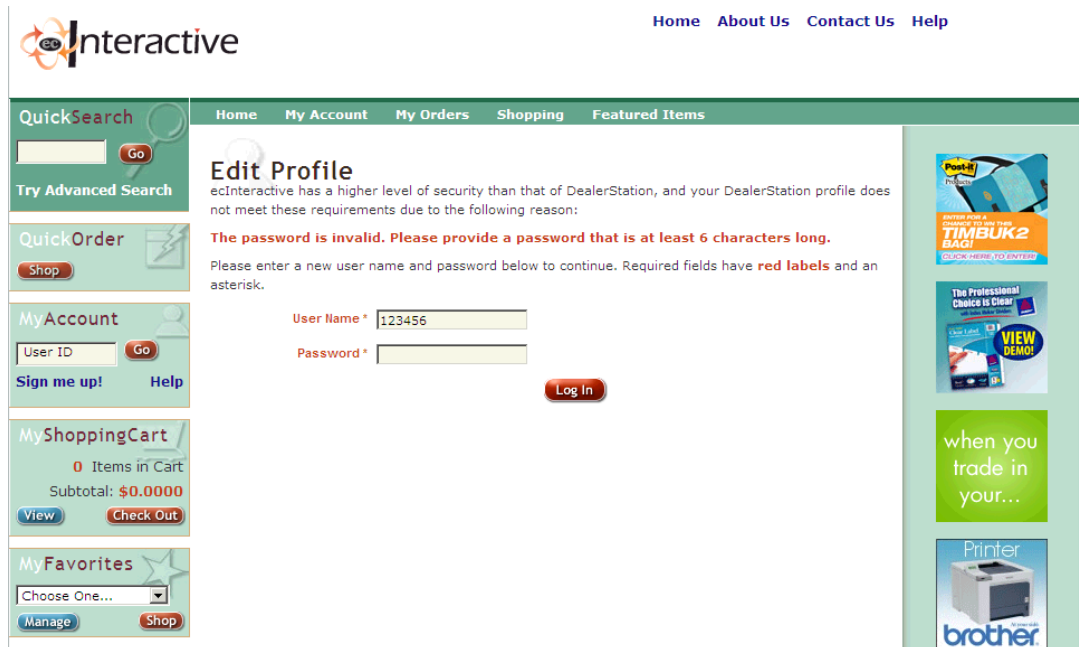 ecInteractive
Home About Us Contact Us Help
Home My Account My Orders Shopping Featured Items
QuickSearch
Go
Try Advanced Search
QuickOrder
Shop
MyAccount
User ID Go
Sign me up! Help
MyShoppingCart
0 Items in Cart
Subtotal: $0.0000
View Check Out
MyFavorites
Choose One...
Manage Shop
Edit Profile
ecInteractive has a higher level of security than that of DealerStation, and your DealerStation profile does
not meet these requirements due to the following reason:
The password is invalid. Please provide a password that is at least 6 characters long.
Please enter a new user name and password below to continue. Required fields have red labels and an
asterisk.
User Name * 123456
Password *
Log In
Post-it
Products
ENTER FOR A
CHANCE TO WIN THIS
TIMBUK2
BAG!
CLICK HERE TO ENTER!
The Professional
Choice is Clear
VIEW
DEMO!
when you
trade in
your...
Printer
brother